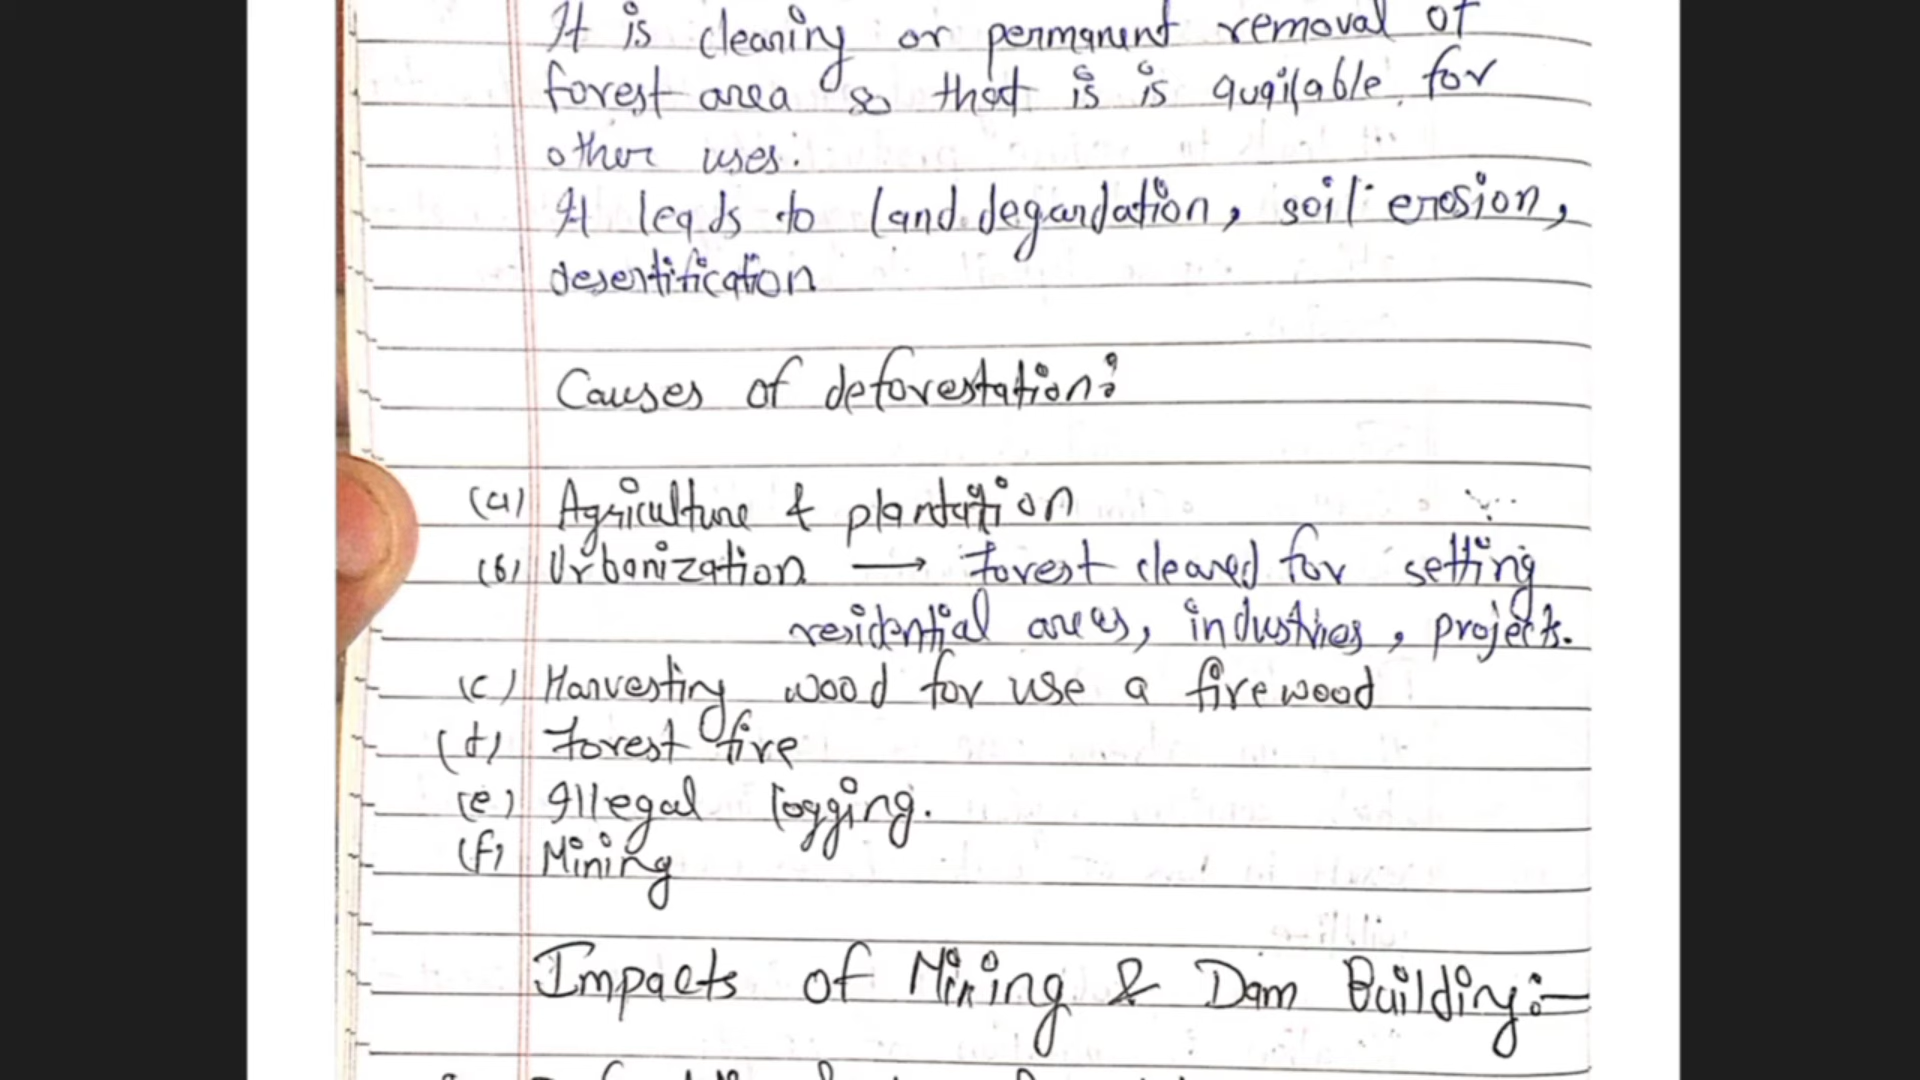 It is cleaning or permanent removal of
forest area so that is is available for
other uses.
It leads to land degardation, soil erosion,
desertification
Causes of deforestation:
(a) Agriculture & plantation
(b) Urbanization → Forest cleared for setting
residential areas, industries, project.
(c) Harvesting wood for use a firewood
(d) Forest fire
(e) Illegal logging.
(f) Mining
Impacts of Mining & Dam Building:-